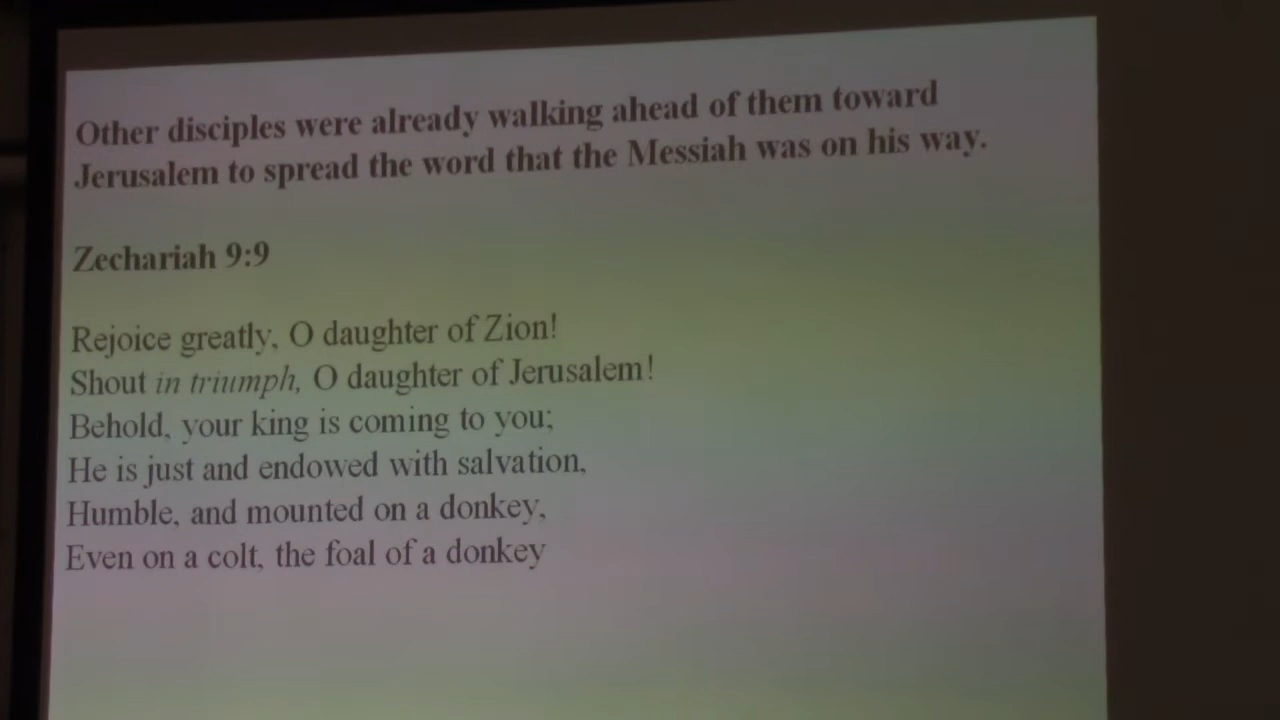 Other disciples were already walking ahead of them toward
Jerusalem to spread the word that the Messiah was on his way.
Zechariah 9:9
Rejoice greatly, O daughter of Zion!
Shout in triumph, O daughter of Jerusalem!
Behold, your king is coming to you;
He is just and endowed with salvation,
Humble, and mounted on a donkey,
Even on a colt, the foal of a donkey